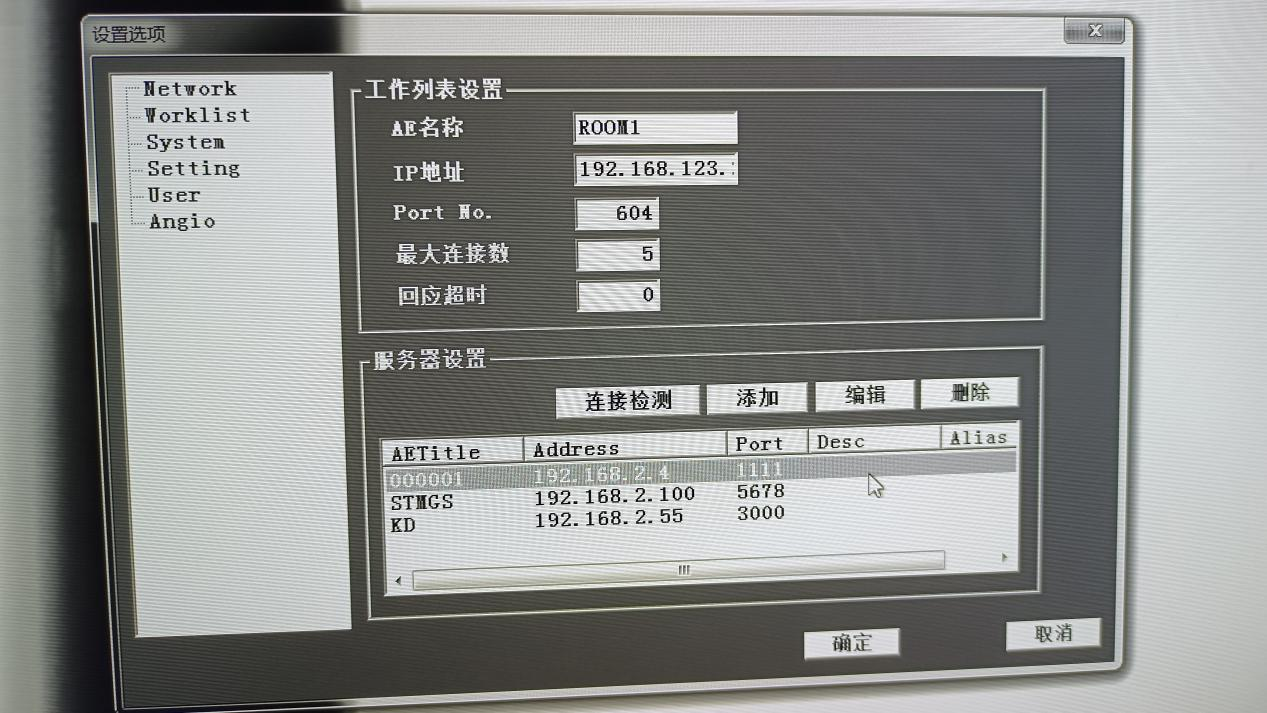 设置选项
Network
Worklist
System
Setting
User
Angio
工作列表设置
AE名称 ROOM1
IP地址 192.168.123.
Port No. 604
最大连接数 5
回应超时 0
服务器设置
连接检测 添加 编辑 删除
AETitle Address Port Desc Alias
000001 192.168.2.4 1111
STMGS 192.168.2.100 5678
KD 192.168.2.55 3000
确定 取消